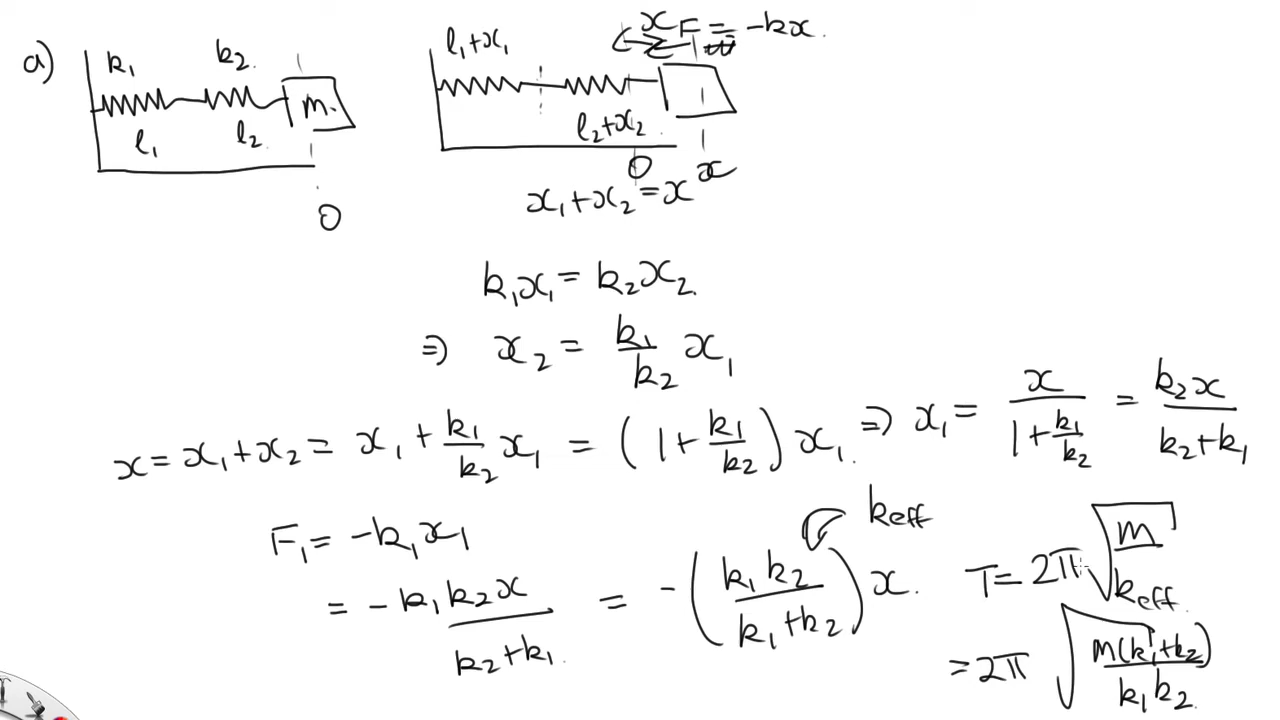 a)
k₁ k₂ m.
l₁ l₂
0
l₁+x₁ x F = -kx.
l₂+x₂
0 x
x₁+x₂ = x
k₁x₁ = k₂x₂.
⇒ x₂ = k₁/k₂ x₁
x = x₁+x₂ = x₁ + k₁/k₂ x₁ = (1+k₁/k₂) x₁. ⇒ x₁ = x/(1+k₁/k₂) = k₂x/(k₂+k₁)
F₁ = -k₁x₁
= -k₁k₂x/(k₂+k₁). = -(k₁k₂/(k₁+k₂)) x.
keff
T = 2π√(m/keff.)
= 2π√(m(k₁+k₂)/k₁k₂.)